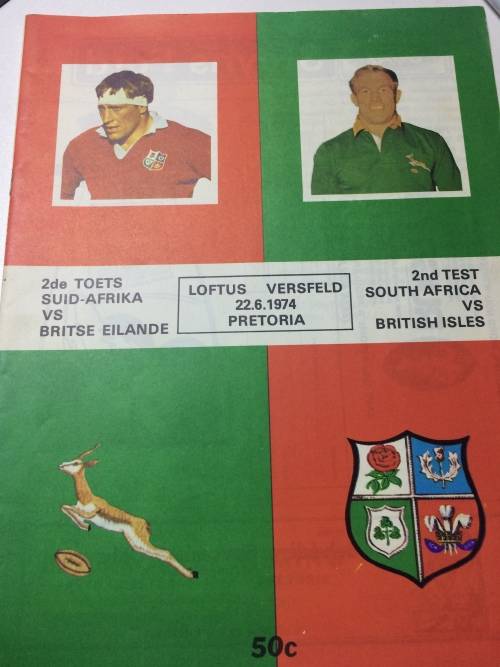 2de TOETS
SUID-AFRIKA
VS
BRITSE EILANDE
LOFTUS VERSFELD
22.6.1974
PRETORIA
2nd TEST
SOUTH AFRICA
VS
BRITISH ISLES
50c